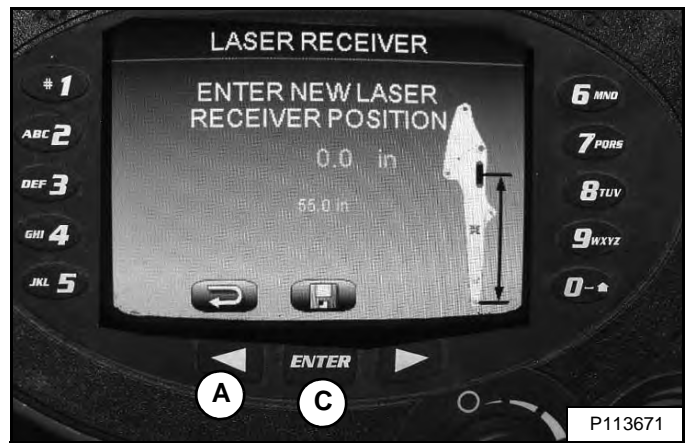 LASER RECEIVER
ENTER NEW LASER
RECEIVER POSITION
0.0 in
55.0 in
# 1
ABC 2
DEF 3
GHI 4
JKL 5
6 MNO
7 PQRS
8 TUV
9 WXYZ
0-
ENTER
A
C
P113671